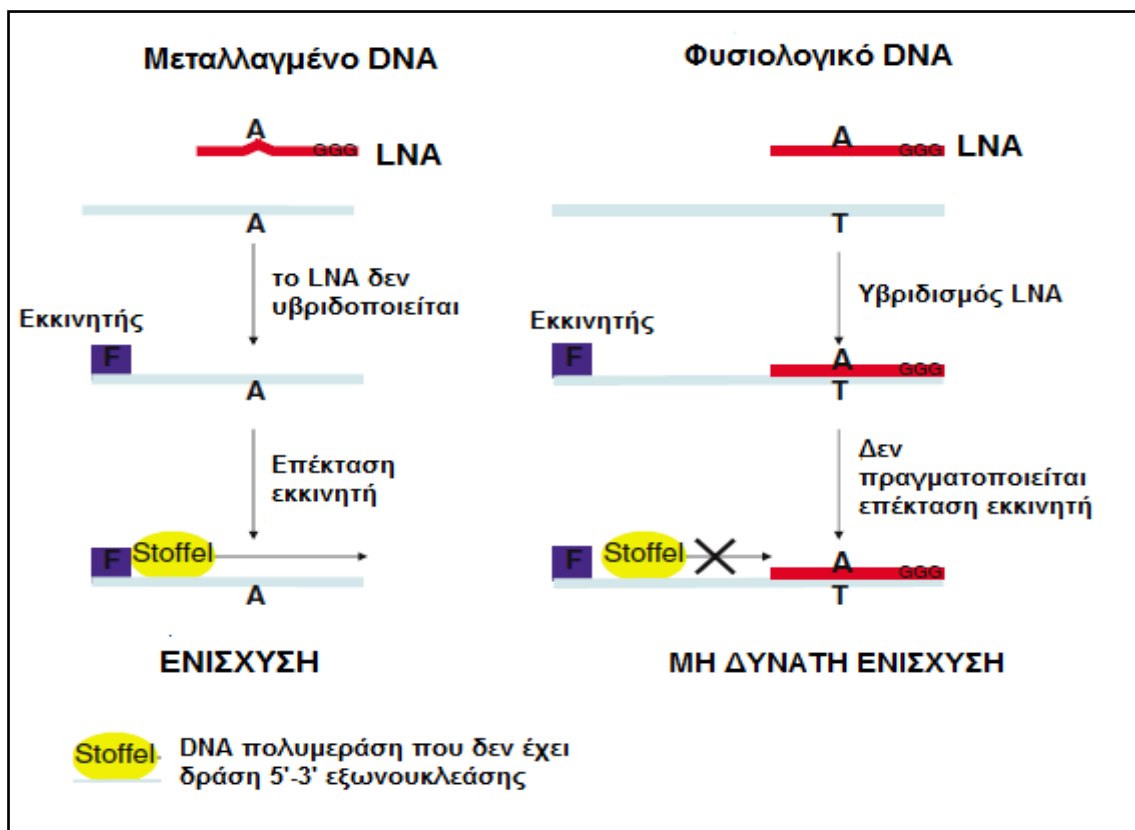 Μεταλλαγμένο DNA
A
GGG
LNA
A
το LNA δεν
υβριδοποιείται
Εκκινητής
F
A
Επέκταση
εκκινητή
F
Stoffel
A
ΕΝΙΣΧΥΣΗ
Φυσιολογικό DNA
A
GGG
LNA
T
Υβριδισμός LNA
Εκκινητής
F
A
GGG
T
Δεν
πραγματοποιείται
επέκταση εκκινητή
F
Stoffel
A
GGG
T
ΜΗ ΔΥΝΑΤΗ ΕΝΙΣΧΥΣΗ
Stoffel
DNA πολυμεράση που δεν έχει
δράση 5'-3' εξωνουκλεάσης